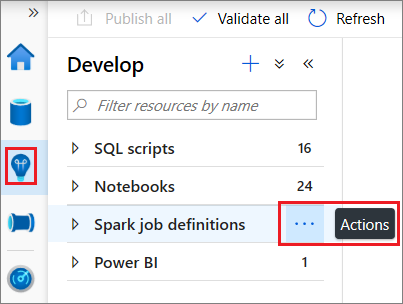 Publish all Validate all Refresh
Develop
Filter resources by name
SQL scripts 16
Notebooks 24
Spark job definitions ... Actions
Power BI 1